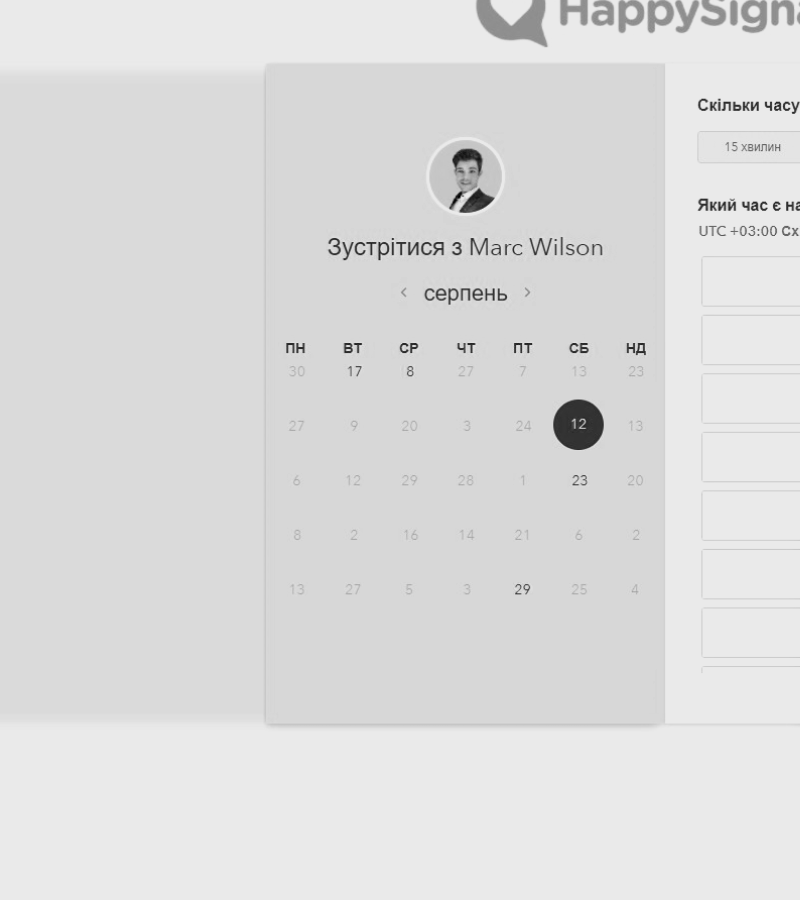 Зустрітися з Marc Wilson
серпень
ПН ВТ СР ЧТ ПТ СБ НД
30 17 8 27 7 13 23
27 9 20 3 24 12 13
6 12 29 28 1 23 20
8 2 16 14 21 6 2
13 27 5 3 29 25 4
HappySigna
Скільки часу
15 хвилин
Який час є на
UTC +03:00 Сх